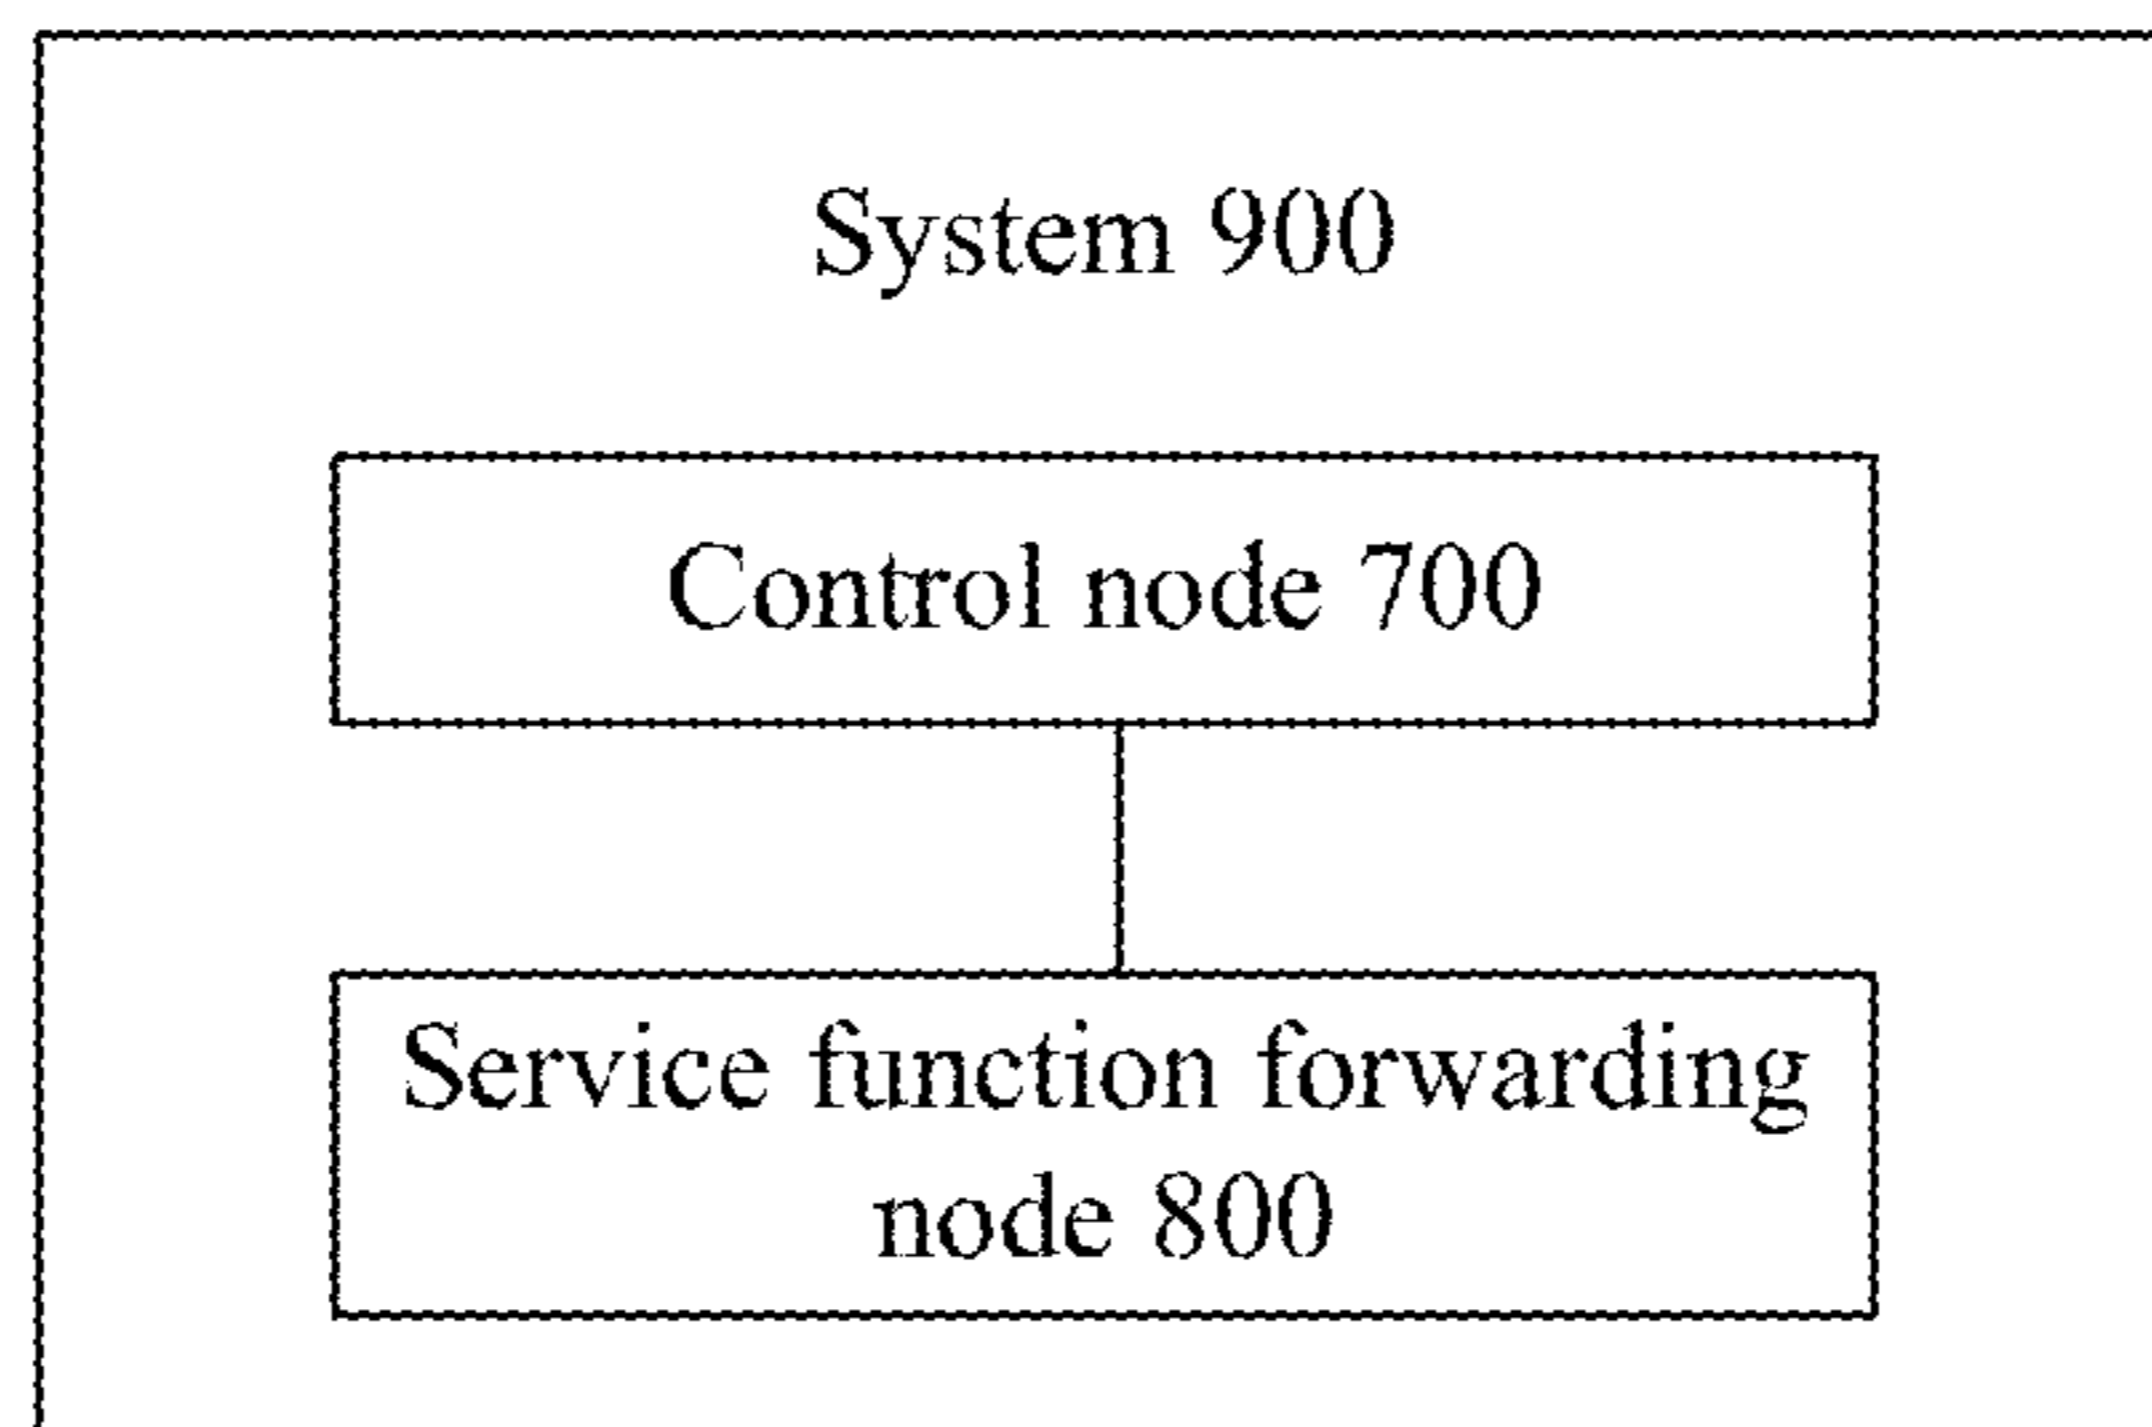 System 900
Control node 700
Service function forwarding
node 800